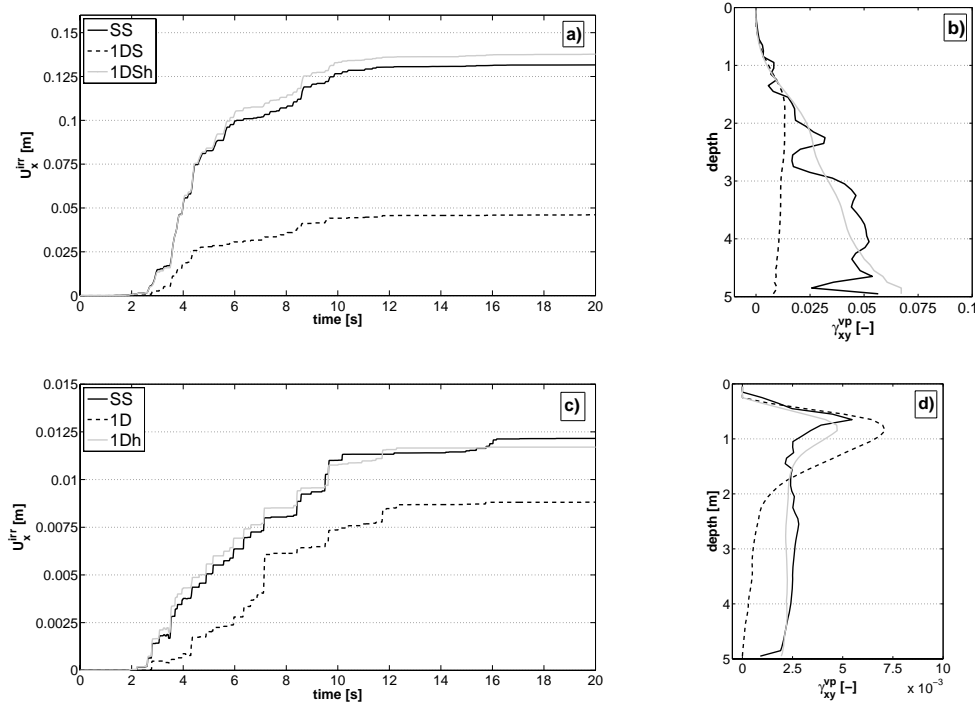 a)
SS
1DS
1DSh
0.15
0.125
0.1
0.075
0.05
0.025
0
U_x^irr [m]
0 2 4 6 8 10 12 14 16 18 20
time [s]
b)
0
1
2
3
4
5
depth
0 0.025 0.05 0.075 0.1
γ_xy^vp [−]
c)
SS
1D
1Dh
0.015
0.0125
0.01
0.0075
0.005
0.0025
0
U_x^irr [m]
0 2 4 6 8 10 12 14 16 18 20
time [s]
d)
0
1
2
3
4
5
depth [m]
0 2.5 5 7.5 10
γ_xy^vp [−]
x 10⁻³